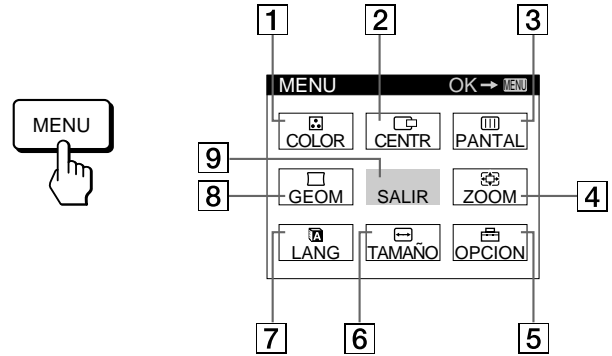 1 2 3
MENU OK → MENU
MENU
COLOR CENTR PANTAL
9
8 GEOM SALIR ZOOM 4
LANG TAMAÑO OPCION
7 6 5